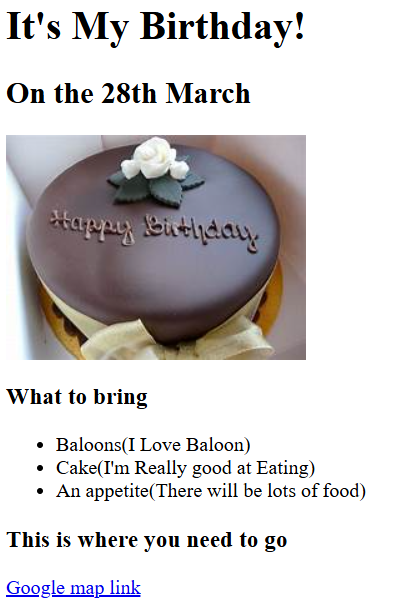 It's My Birthday!
On the 28th March
Happy Birthday
What to bring
Baloons(I Love Baloon)
Cake(I'm Really good at Eating)
An appetite(There will be lots of food)
This is where you need to go
Google map link